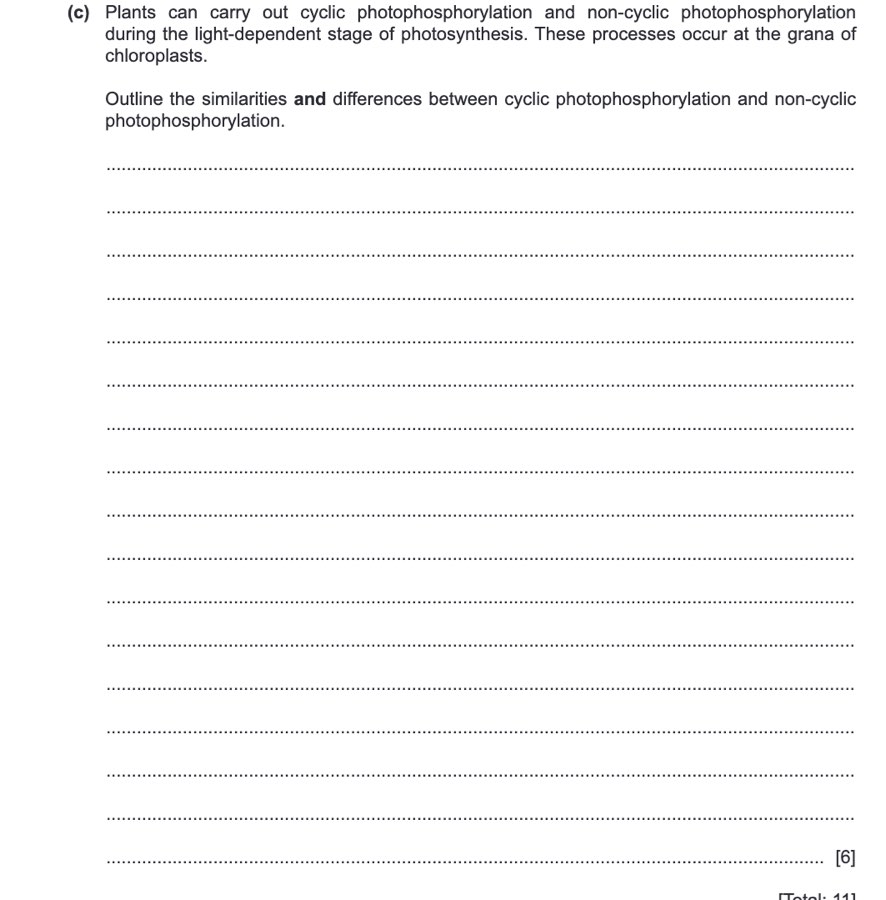 (c) Plants can carry out cyclic photophosphorylation and non-cyclic photophosphorylation
during the light-dependent stage of photosynthesis. These processes occur at the grana of
chloroplasts.
Outline the similarities and differences between cyclic photophosphorylation and non-cyclic
photophosphorylation.
[6]
[Total: 11]